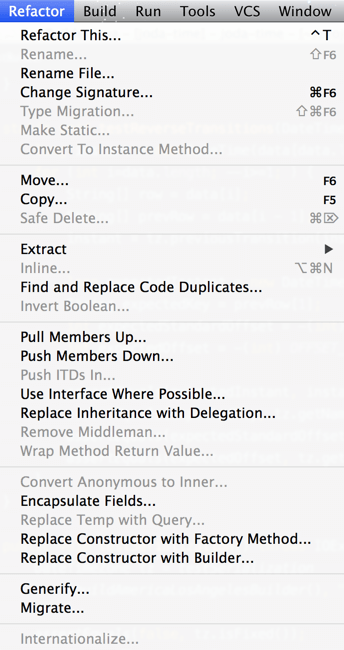 Refactor Build Run Tools VCS Window
Refactor This... ^T
Rename... ⇧F6
Rename File...
Change Signature... ⌘F6
Type Migration... ⇧⌘F6
Make Static...
Convert To Instance Method...
Move... F6
Copy... F5
Safe Delete... ⌘⌦
Extract ▶
Inline... ⌥⌘N
Find and Replace Code Duplicates...
Invert Boolean...
Pull Members Up...
Push Members Down...
Push ITDs In...
Use Interface Where Possible...
Replace Inheritance with Delegation...
Remove Middleman...
Wrap Method Return Value...
Convert Anonymous to Inner...
Encapsulate Fields...
Replace Temp with Query...
Replace Constructor with Factory Method...
Replace Constructor with Builder...
Generify...
Migrate...
Internationalize...